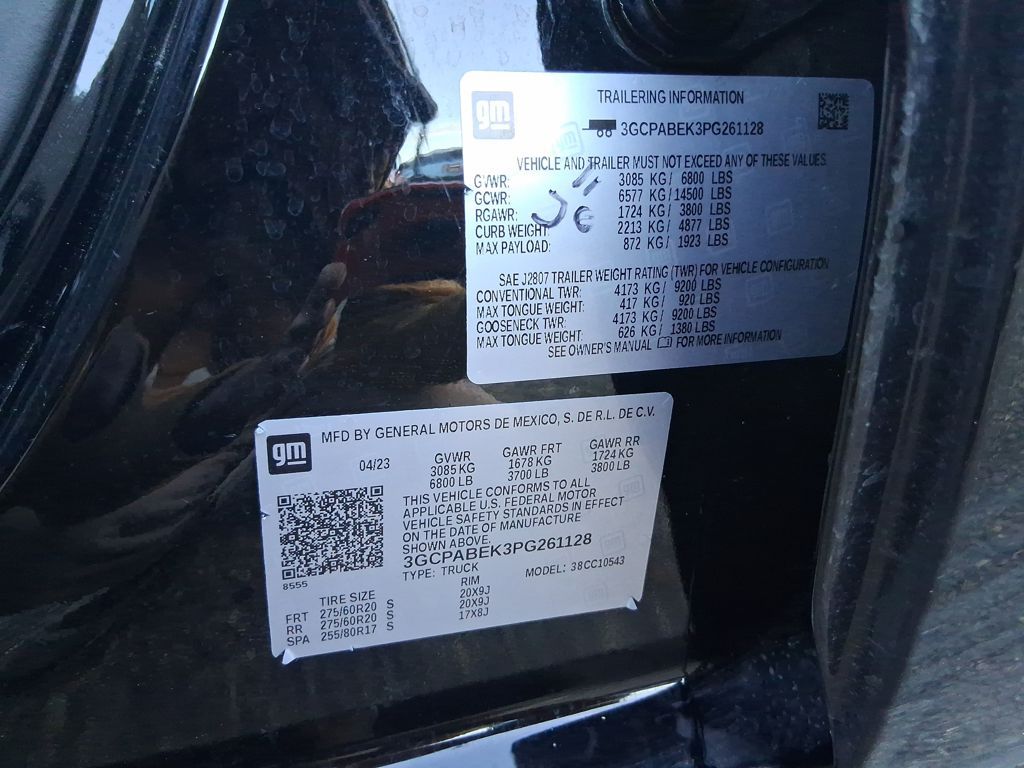 gm
TRAILERING INFORMATION
3GCPABEK3PG261128
VEHICLE AND TRAILER MUST NOT EXCEED ANY OF THESE VALUES.
GVWR: 3085 KG / 6800 LBS
GCWR: 6577 KG / 14500 LBS
RGAWR: 1724 KG / 3800 LBS
CURB WEIGHT: 2213 KG / 4877 LBS
MAX PAYLOAD: 872 KG / 1923 LBS
SAE J2807 TRAILER WEIGHT RATING (TWR) FOR VEHICLE CONFIGURATION
CONVENTIONAL TWR: 4173 KG / 9200 LBS
MAX TONGUE WEIGHT: 417 KG / 920 LBS
GOOSENECK TWR: 4173 KG / 9200 LBS
MAX TONGUE WEIGHT: 626 KG / 1380 LBS
SEE OWNER'S MANUAL FOR MORE INFORMATION
gm
MFD BY GENERAL MOTORS DE MEXICO, S. DE R.L. DE C.V.
04/23 GVWR GAWR FRT GAWR RR
3085 KG 1678 KG 1724 KG
6800 LB 3700 LB 3800 LB
THIS VEHICLE CONFORMS TO ALL
APPLICABLE U.S. FEDERAL MOTOR
VEHICLE SAFETY STANDARDS IN EFFECT
ON THE DATE OF MANUFACTURE
SHOWN ABOVE.
3GCPABEK3PG261128
TYPE: TRUCK MODEL: 38CC10543
8555
TIRE SIZE RIM
FRT 275/60R20 S 20X9J
RR 275/60R20 S 20X9J
SPA 255/80R17 S 17X8J